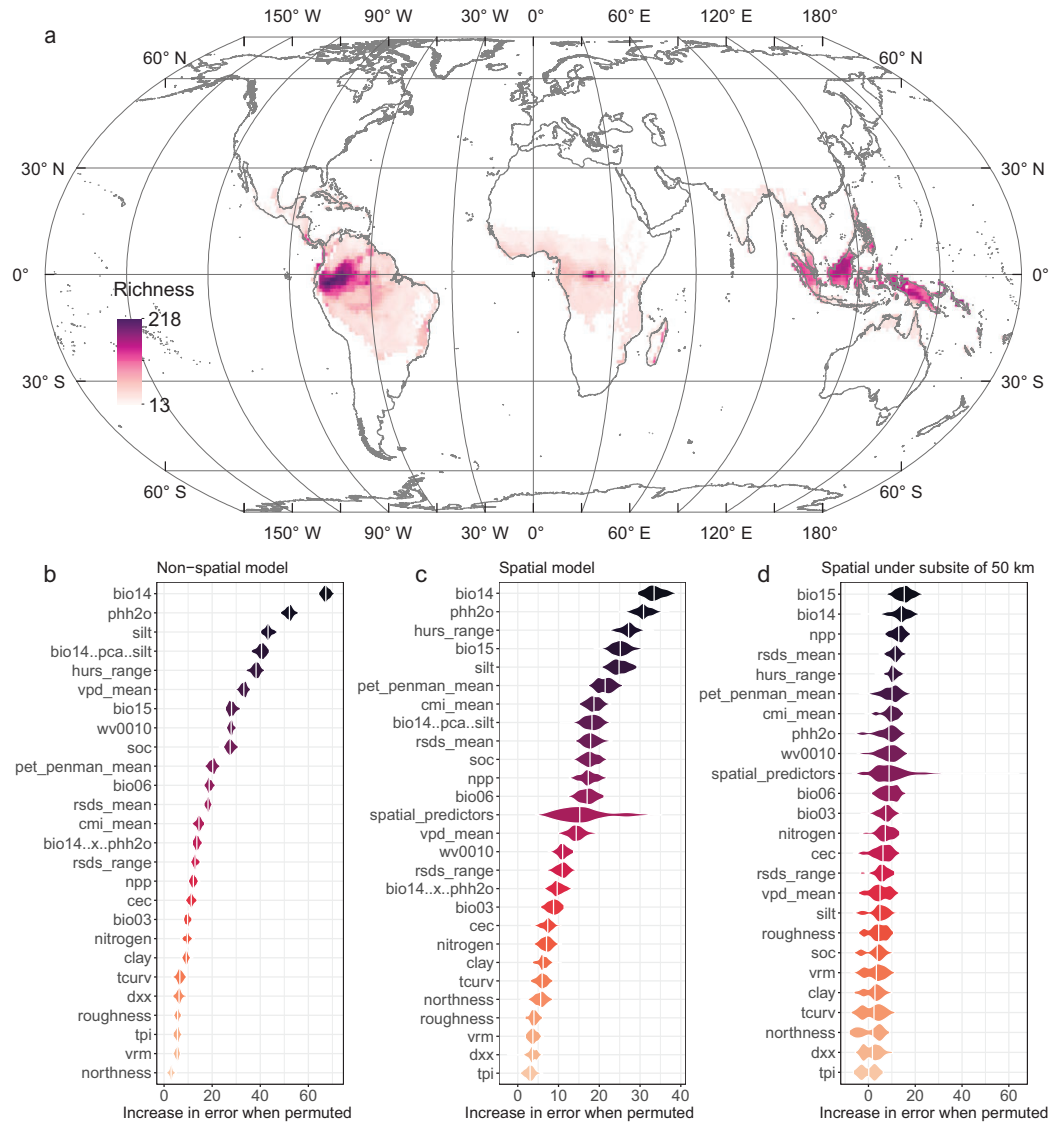 150° W 90° W 30° W 0° 60° E 120° E 180°
a
60° N 60° N
30° N 30° N
0° 0°
Richness
218
13
30° S 30° S
60° S 60° S
150° W 90° W 30° W 0° 60° E 120° E 180°
b Non-spatial model
bio14
phh2o
silt
bio14..pca..silt
hurs_range
vpd_mean
bio15
wv0010
soc
pet_penman_mean
bio06
rsds_mean
cmi_mean
bio14..x..phh2o
rsds_range
npp
cec
bio03
nitrogen
clay
tcurv
dxx
roughness
tpi
vrm
northness
0 20 40 60
Increase in error when permuted
c Spatial model
bio14
phh2o
hurs_range
bio15
silt
pet_penman_mean
cmi_mean
bio14..pca..silt
rsds_mean
soc
npp
bio06
spatial_predictors
vpd_mean
wv0010
rsds_range
bio14..x..phh2o
bio03
cec
nitrogen
clay
tcurv
northness
roughness
vrm
dxx
tpi
0 10 20 30 40
Increase in error when permuted
d Spatial under subsite of 50 km
bio15
bio14
npp
rsds_mean
hurs_range
pet_penman_mean
cmi_mean
phh2o
wv0010
spatial_predictors
bio06
bio03
nitrogen
cec
rsds_range
vpd_mean
silt
roughness
soc
vrm
clay
tcurv
northness
dxx
tpi
0 20 40 60
Increase in error when permuted